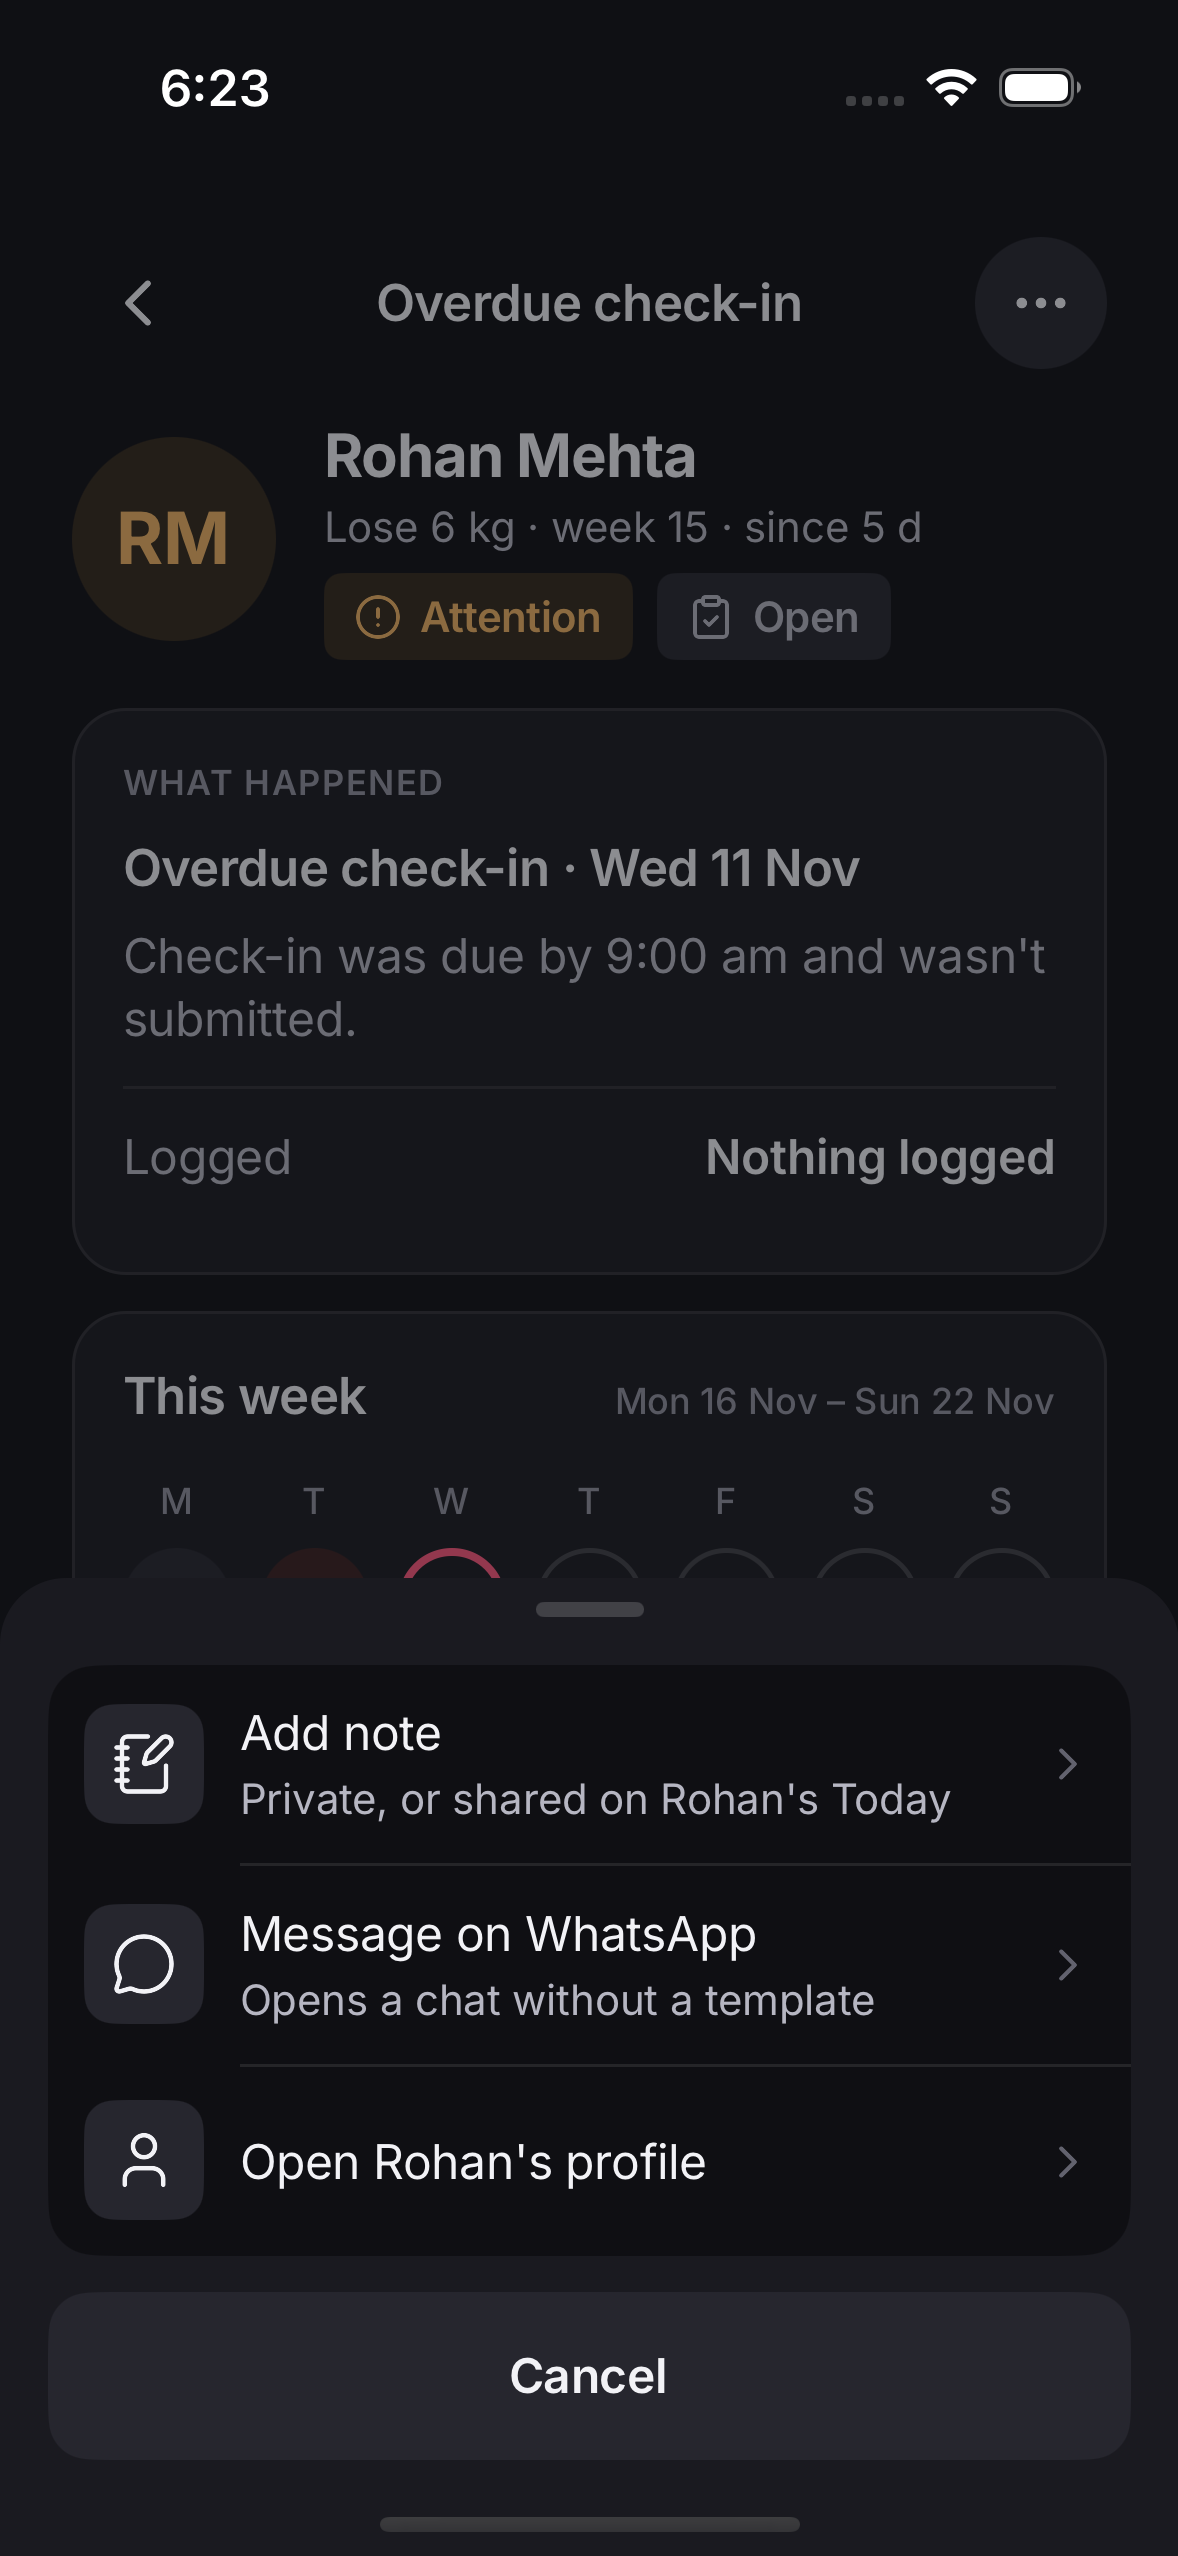 6:23
Overdue check-in
RM
Rohan Mehta
Lose 6 kg · week 15 · since 5 d
Attention
Open
WHAT HAPPENED
Overdue check-in · Wed 11 Nov
Check-in was due by 9:00 am and wasn't
submitted.
Logged
Nothing logged
This week
Mon 16 Nov – Sun 22 Nov
M T W T F S S
Add note
Private, or shared on Rohan's Today
Message on WhatsApp
Opens a chat without a template
Open Rohan's profile
Cancel